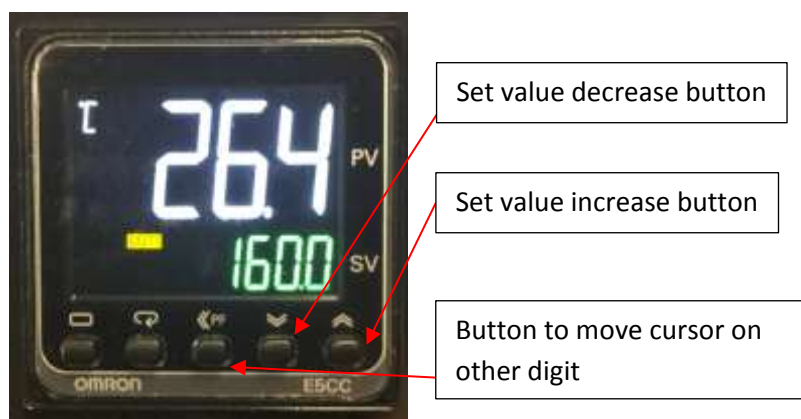 ℃
26.4
PV
160.0
SV
PF
OMRON
E5CC
Set value decrease button
Set value increase button
Button to move cursor on
other digit